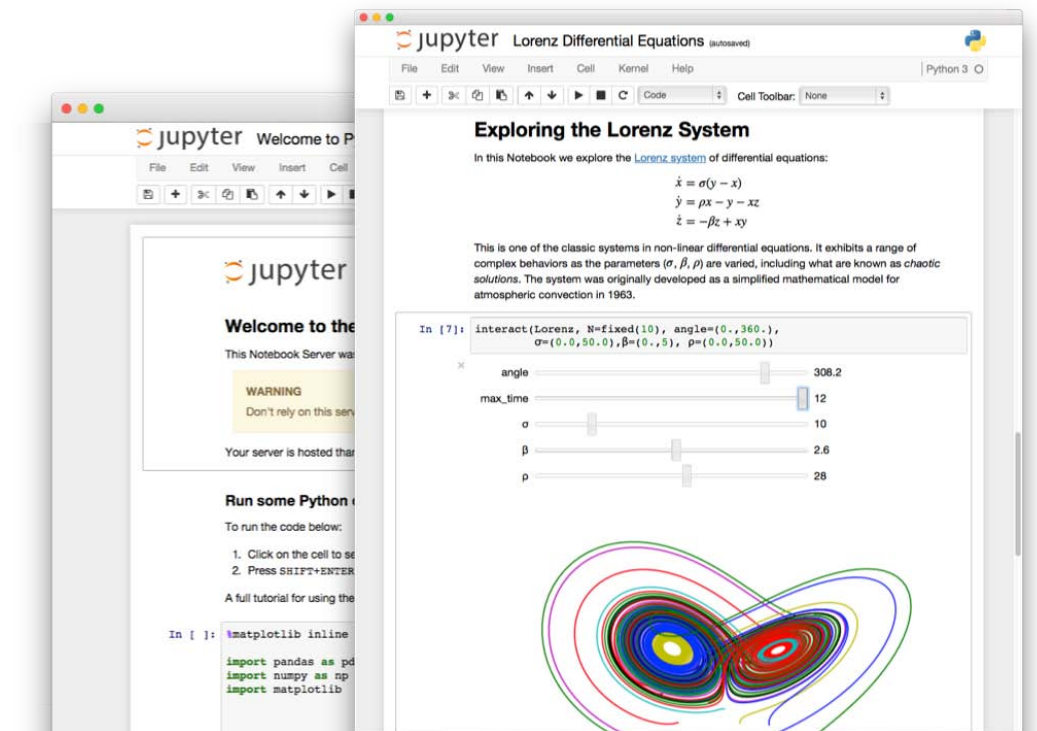 jupyter Lorenz Differential Equations (autosaved)
File Edit View Insert Cell Kernel Help Python 3
Code Cell Toolbar: None
Exploring the Lorenz System
In this Notebook we explore the Lorenz system of differential equations:
ẋ = σ(y − x)
ẏ = ρx − y − xz
ż = −βz + xy
This is one of the classic systems in non-linear differential equations. It exhibits a range of
complex behaviors as the parameters (σ, β, ρ) are varied, including what are known as chaotic
solutions. The system was originally developed as a simplified mathematical model for
atmospheric convection in 1963.
In [7]: interact(Lorenz, N=fixed(10), angle=(0.,360.),
σ=(0.0,50.0),β=(0.,5), ρ=(0.0,50.0))
angle 308.2
max_time 12
σ 10
β 2.6
ρ 28
jupyter Welcome to P
File Edit View Insert Cell
jupyter
Welcome to the
This Notebook Server was
WARNING
Don't rely on this serv
Your server is hosted than
Run some Python
To run the code below:
1. Click on the cell to se
2. Press SHIFT+ENTER
A full tutorial for using the
In [ ]: %matplotlib inline
import pandas as pd
import numpy as np
import matplotlib